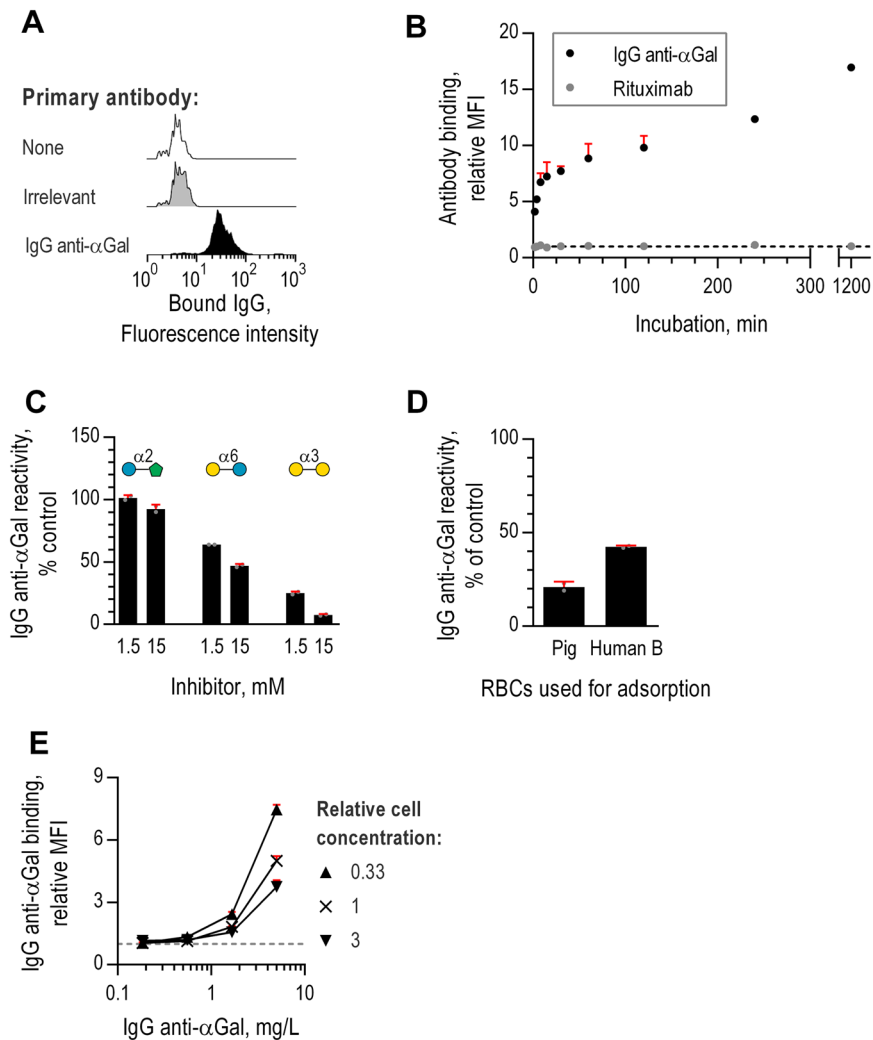 A
Primary antibody:
None
Irrelevant
IgG anti-αGal
10⁰ 10¹ 10² 10³
Bound IgG,
Fluorescence intensity
B
Antibody binding,
relative MFI
20
15
10
5
0
IgG anti-αGal
Rituximab
0 100 200 300 1200
Incubation, min
C
IgG anti-αGal reactivity,
% control
150
100
50
0
α2 α6 α3
1.5 15 1.5 15 1.5 15
Inhibitor, mM
D
IgG anti-αGal reactivity,
% of control
100
50
0
Pig Human B
RBCs used for adsorption
E
IgG anti-αGal binding,
relative MFI
9
6
3
0
0.1 1 10
IgG anti-αGal, mg/L
Relative cell
concentration:
0.33
1
3